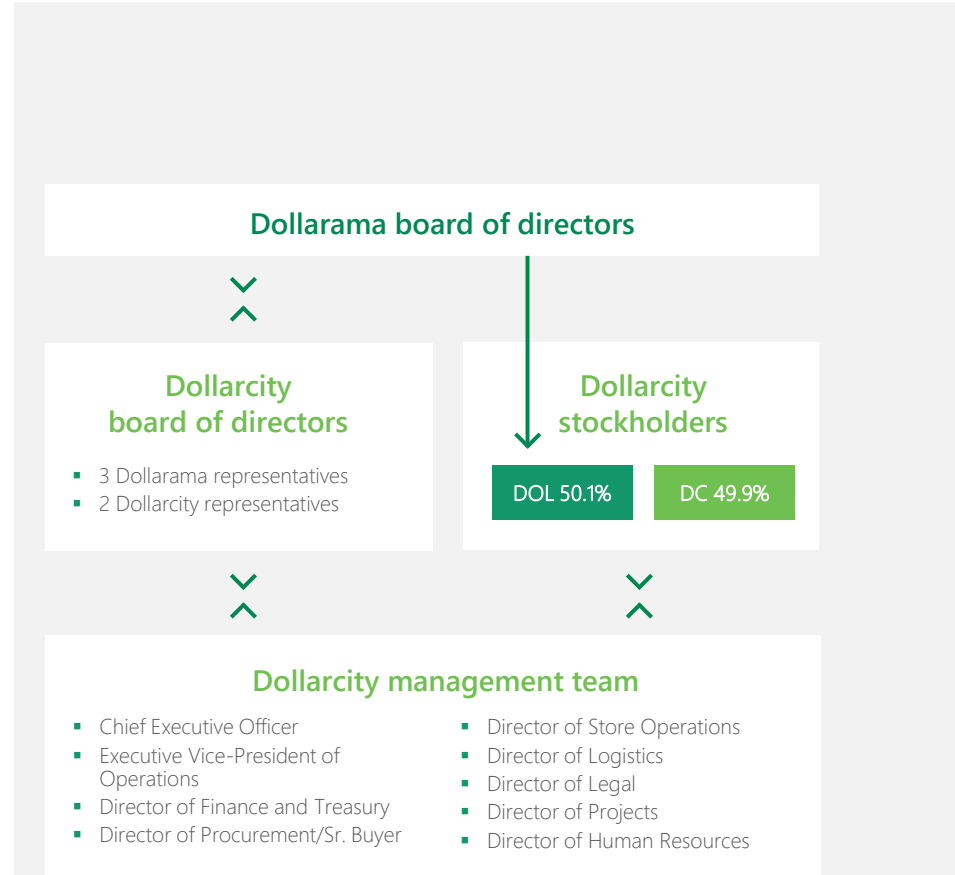 Dollarama board of directors
Dollarcity
board of directors
▪ 3 Dollarama representatives
▪ 2 Dollarcity representatives
Dollarcity
stockholders
DOL 50.1%
DC 49.9%
Dollarcity management team
▪ Chief Executive Officer
▪ Executive Vice-President of
Operations
▪ Director of Finance and Treasury
▪ Director of Procurement/Sr. Buyer
▪ Director of Store Operations
▪ Director of Logistics
▪ Director of Legal
▪ Director of Projects
▪ Director of Human Resources